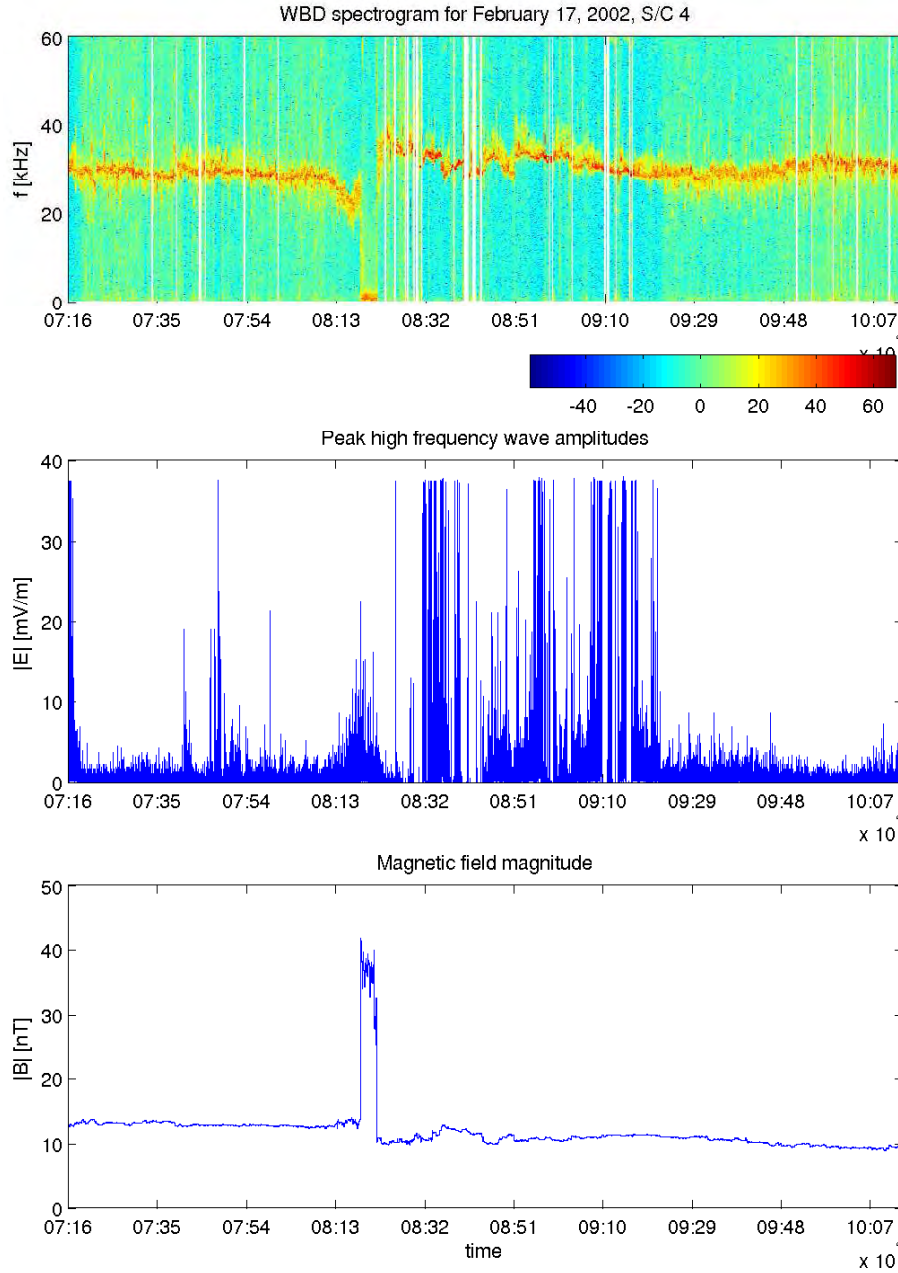 WBD spectrogram for February 17, 2002, S/C 4
60
40
20
0
f [kHz]
07:16 07:35 07:54 08:13 08:32 08:51 09:10 09:29 09:48 10:07
x 10
-40 -20 0 20 40 60
Peak high frequency wave amplitudes
40
30
20
10
0
|E| [mV/m]
07:16 07:35 07:54 08:13 08:32 08:51 09:10 09:29 09:48 10:07
x 10
Magnetic field magnitude
50
40
30
20
10
0
|B| [nT]
07:16 07:35 07:54 08:13 08:32 08:51 09:10 09:29 09:48 10:07
time
x 10